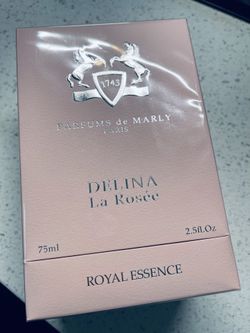 1743
PARFUMS de MARLY
PARIS
DELINA
La Rosée
75ml 2.5fl.Oz
ROYAL ESSENCE